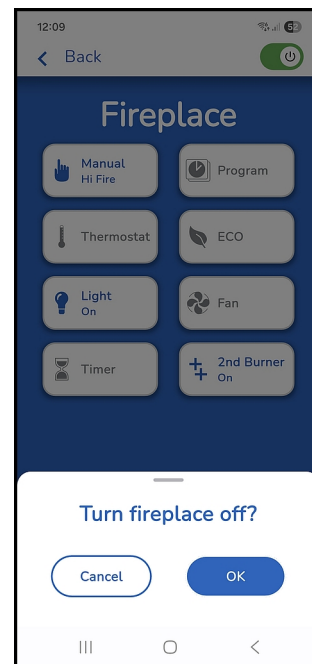 12:09
52
Back
Fireplace
Manual
Hi Fire
Program
Thermostat
ECO
Light
On
Fan
Timer
2nd Burner
On
Turn fireplace off?
Cancel
OK